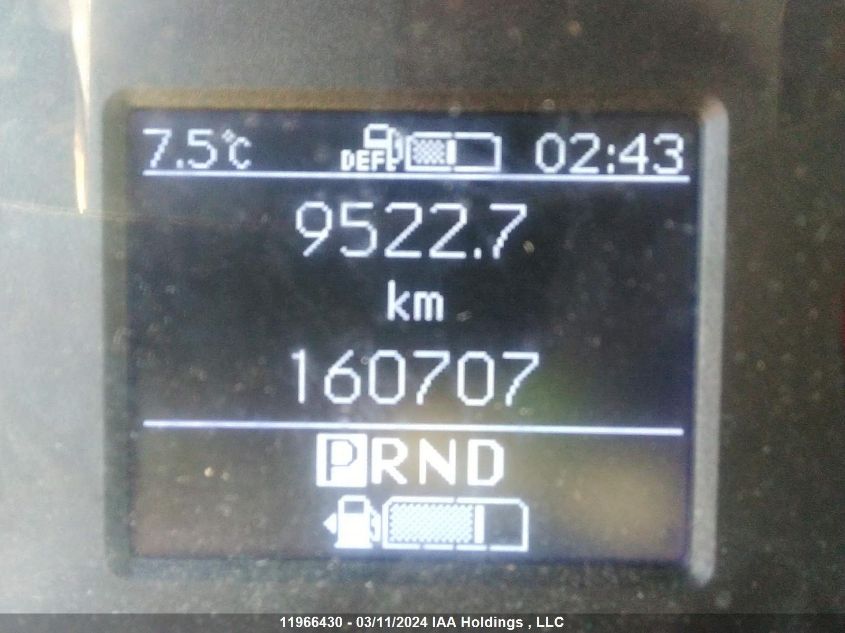 7.5°C DEF 02:43
9522.7
km
160707
PRND
11966430 - 03/11/2024 IAA Holdings , LLC